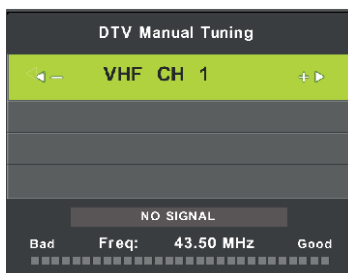 DTV Manual Tuning
− VHF CH 1 +
NO SIGNAL
Bad Freq: 43.50 MHz Good